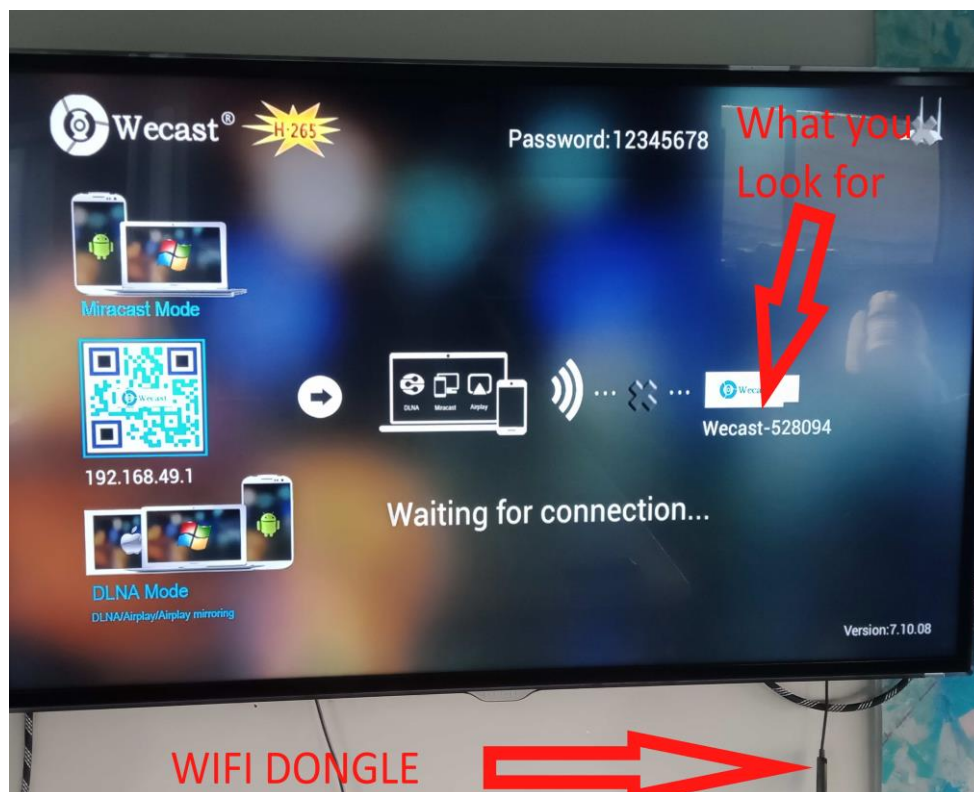 Wecast®
H·265
Password:12345678
What you
Look for
Miracast Mode
Wecast
192.168.49.1
DLNA
Miracast
Airplay
Wecast-528094
Waiting for connection...
DLNA Mode
DLNA/Airplay/Airplay mirroring
Version:7.10.08
WIFI DONGLE